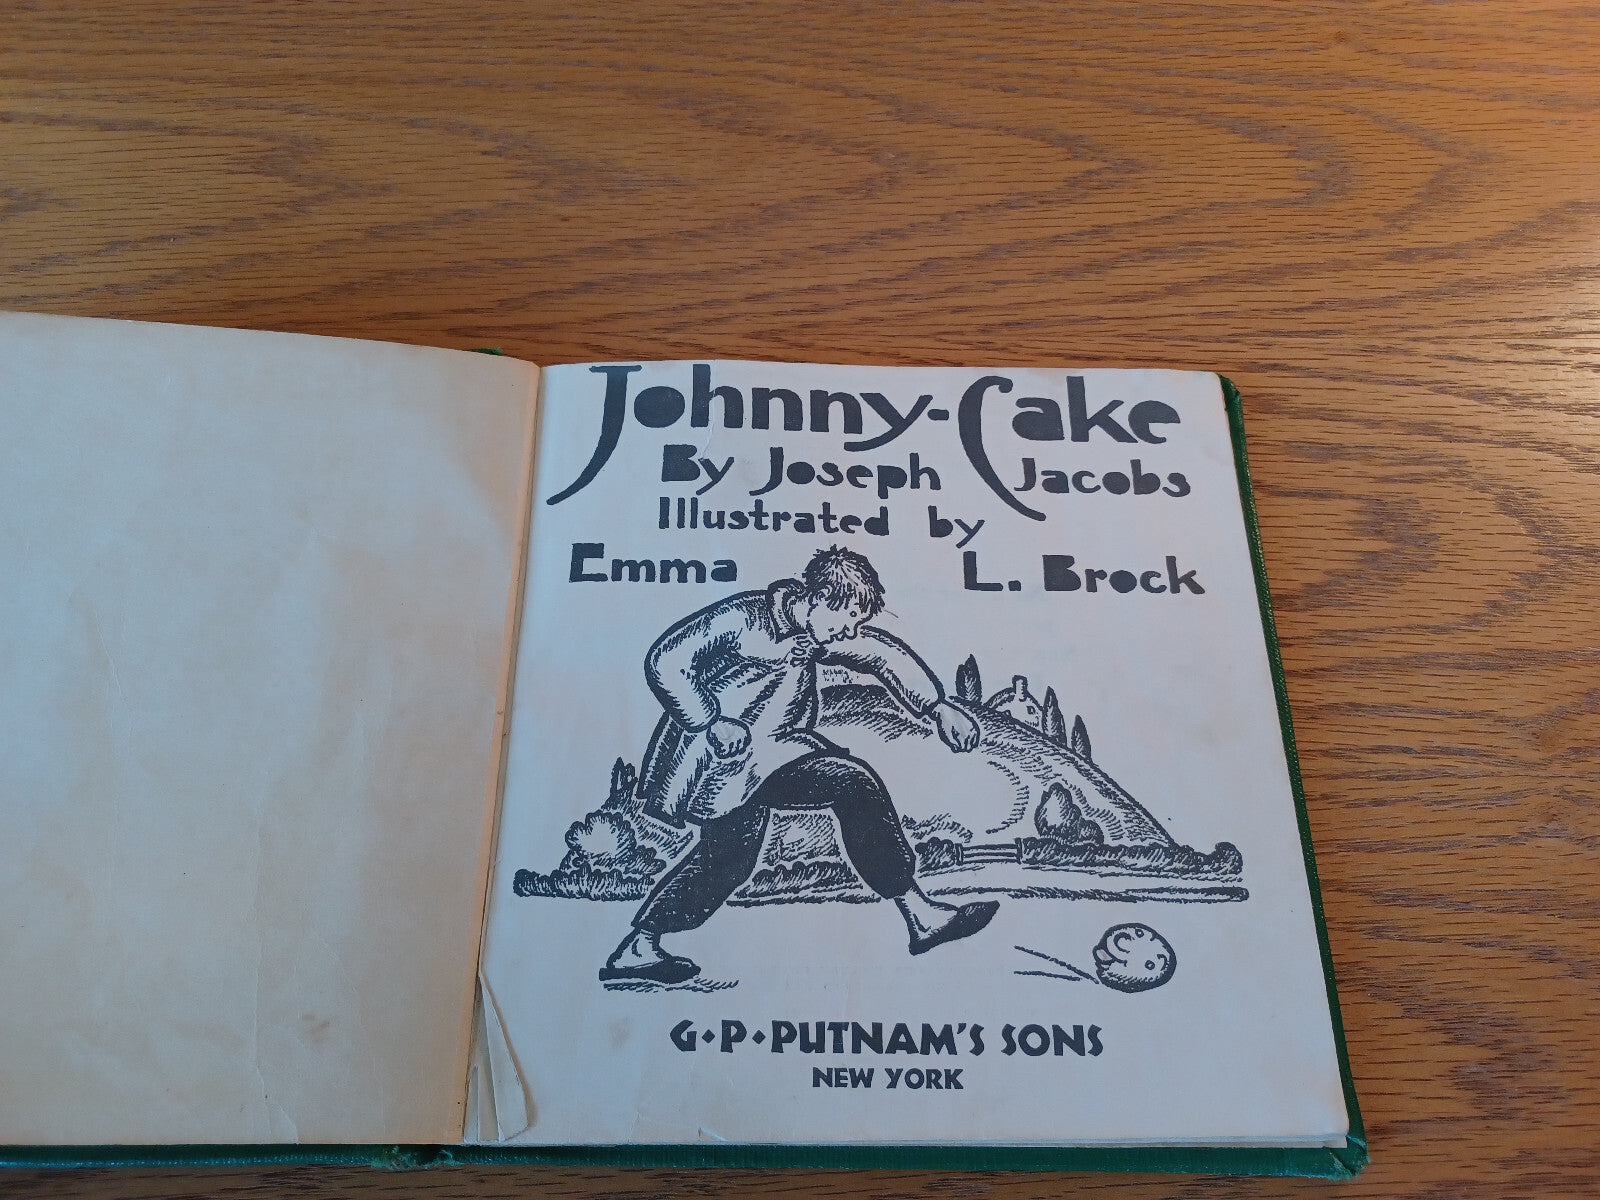 Johnny-Cake
By Joseph Jacobs
Illustrated by
Emma L. Brock
G·P·PUTNAM'S SONS
NEW YORK